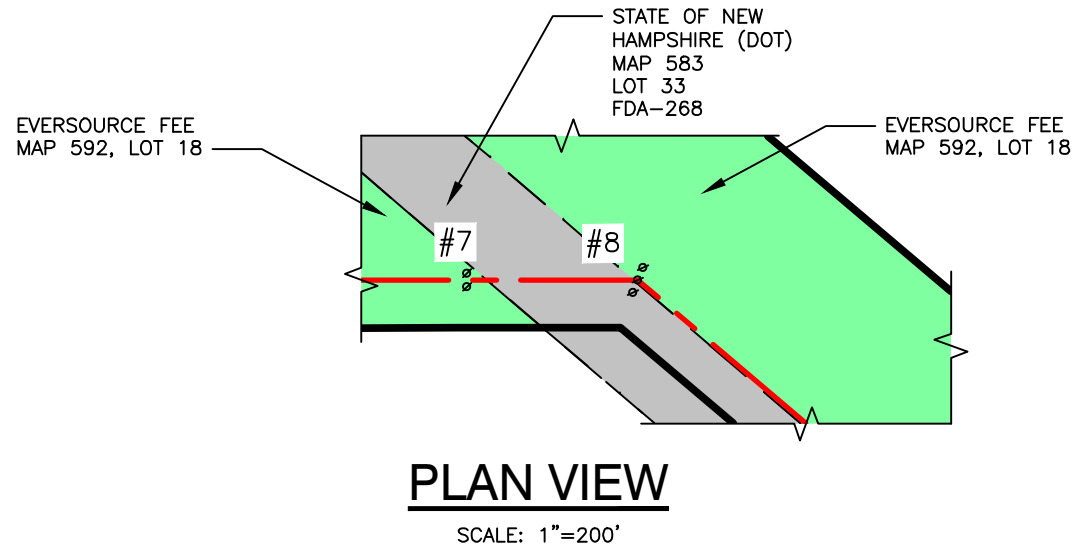 STATE OF NEW
HAMPSHIRE (DOT)
MAP 583
LOT 33
FDA-268
EVERSOURCE FEE
MAP 592, LOT 18
EVERSOURCE FEE
MAP 592, LOT 18
#7
#8
PLAN VIEW
SCALE: 1"=200'